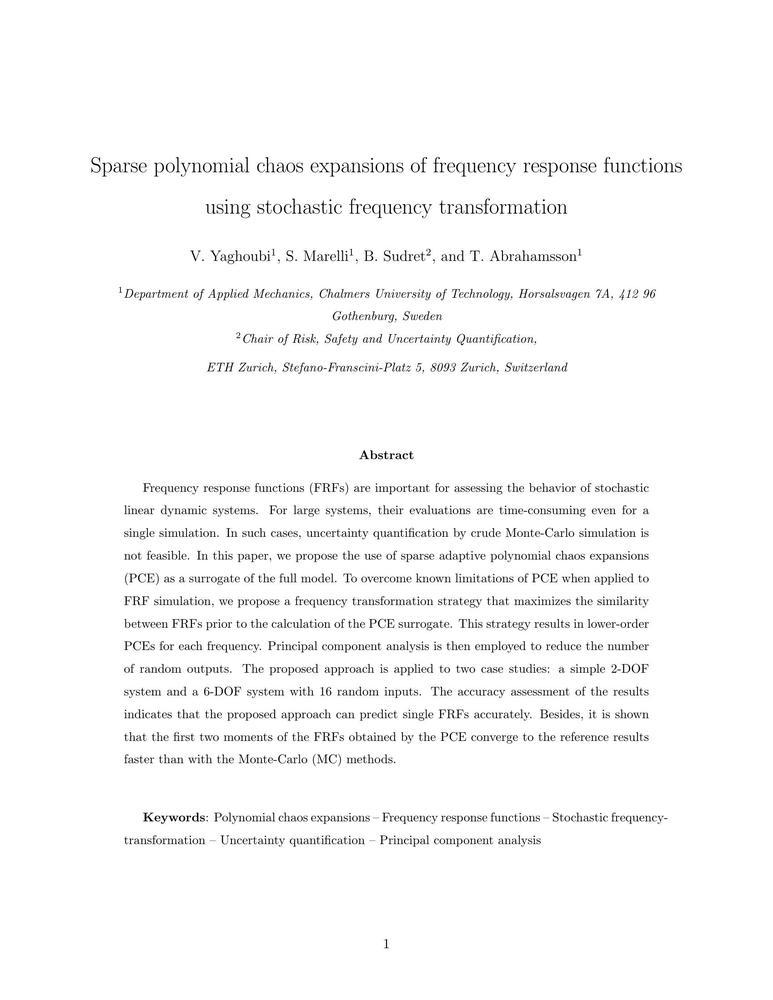 Sparse polynomial chaos expansions of frequency response functions
using stochastic frequency transformation
V. Yaghoubi¹, S. Marelli¹, B. Sudret², and T. Abrahamsson¹
¹Department of Applied Mechanics, Chalmers University of Technology, Horsalsvagen 7A, 412 96
Gothenburg, Sweden
²Chair of Risk, Safety and Uncertainty Quantification,
ETH Zurich, Stefano-Franscini-Platz 5, 8093 Zurich, Switzerland
Abstract
Frequency response functions (FRFs) are important for assessing the behavior of stochastic
linear dynamic systems. For large systems, their evaluations are time-consuming even for a
single simulation. In such cases, uncertainty quantification by crude Monte-Carlo simulation is
not feasible. In this paper, we propose the use of sparse adaptive polynomial chaos expansions
(PCE) as a surrogate of the full model. To overcome known limitations of PCE when applied to
FRF simulation, we propose a frequency transformation strategy that maximizes the similarity
between FRFs prior to the calculation of the PCE surrogate. This strategy results in lower-order
PCEs for each frequency. Principal component analysis is then employed to reduce the number
of random outputs. The proposed approach is applied to two case studies: a simple 2-DOF
system and a 6-DOF system with 16 random inputs. The accuracy assessment of the results
indicates that the proposed approach can predict single FRFs accurately. Besides, it is shown
that the first two moments of the FRFs obtained by the PCE converge to the reference results
faster than with the Monte-Carlo (MC) methods.
Keywords: Polynomial chaos expansions – Frequency response functions – Stochastic frequency-
transformation – Uncertainty quantification – Principal component analysis
1